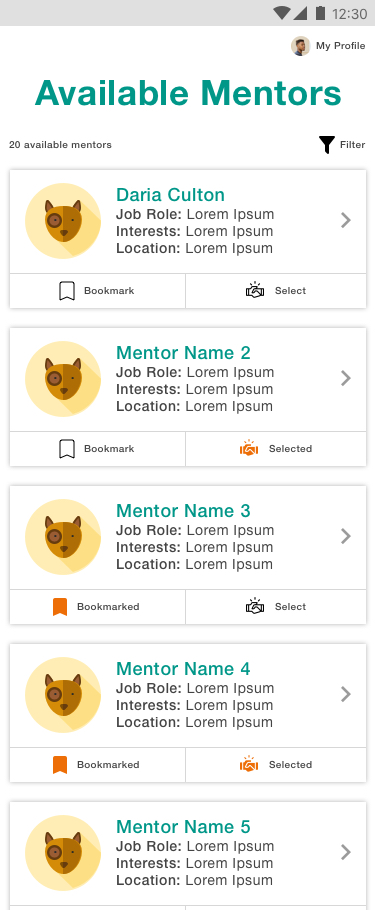 12:30
My Profile
Available Mentors
20 available mentors
Filter
Daria Culton
Job Role: Lorem Ipsum
Interests: Lorem Ipsum
Location: Lorem Ipsum
Bookmark
Select
Mentor Name 2
Job Role: Lorem Ipsum
Interests: Lorem Ipsum
Location: Lorem Ipsum
Bookmark
Selected
Mentor Name 3
Job Role: Lorem Ipsum
Interests: Lorem Ipsum
Location: Lorem Ipsum
Bookmarked
Select
Mentor Name 4
Job Role: Lorem Ipsum
Interests: Lorem Ipsum
Location: Lorem Ipsum
Bookmarked
Selected
Mentor Name 5
Job Role: Lorem Ipsum
Interests: Lorem Ipsum
Location: Lorem Ipsum